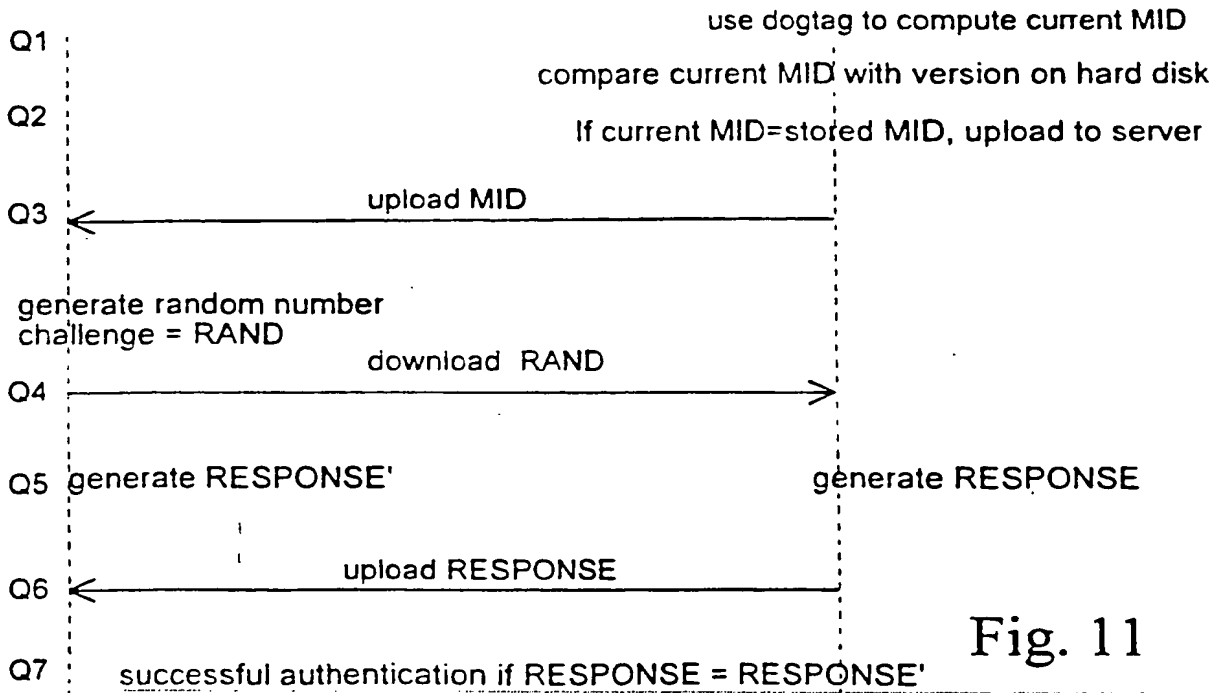 Q1
use dogtag to compute current MID
compare current MID with version on hard disk
Q2
If current MID=stored MID, upload to server
Q3
upload MID
generate random number
challenge = RAND
download RAND
Q4
Q5 generate RESPONSE' generate RESPONSE
upload RESPONSE
Q6
Fig. 11
Q7 successful authentication if RESPONSE = RESPONSE'